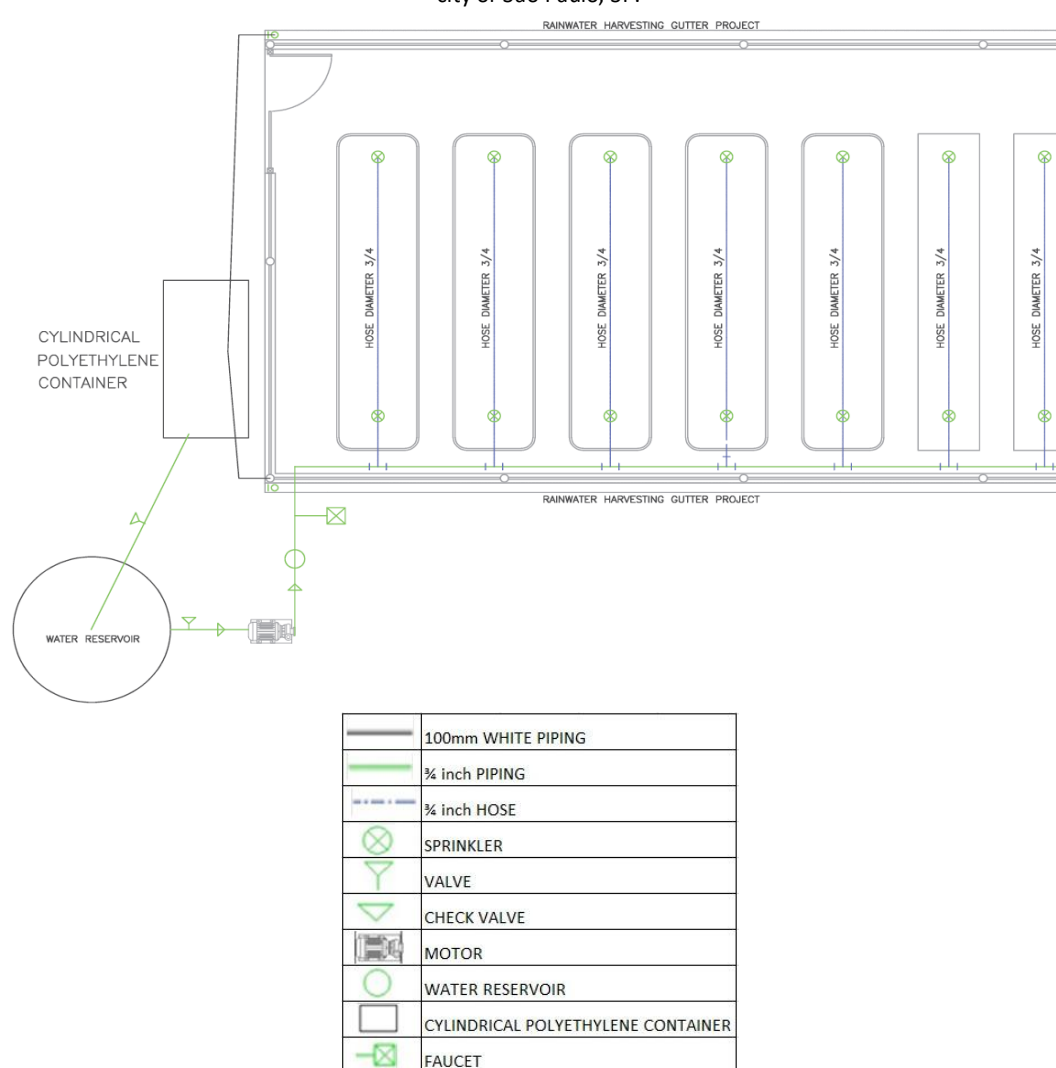 RAINWATER HARVESTING GUTTER PROJECT
HOSE DIAMETER 3/4
HOSE DIAMETER 3/4
HOSE DIAMETER 3/4
HOSE DIAMETER 3/4
HOSE DIAMETER 3/4
HOSE DIAMETER 3/4
HOSE DIAMETER 3/4
CYLINDRICAL
POLYETHYLENE
CONTAINER
RAINWATER HARVESTING GUTTER PROJECT
WATER RESERVOIR
100mm WHITE PIPING
¾ inch PIPING
¾ inch HOSE
SPRINKLER
VALVE
CHECK VALVE
MOTOR
WATER RESERVOIR
CYLINDRICAL POLYETHYLENE CONTAINER
FAUCET